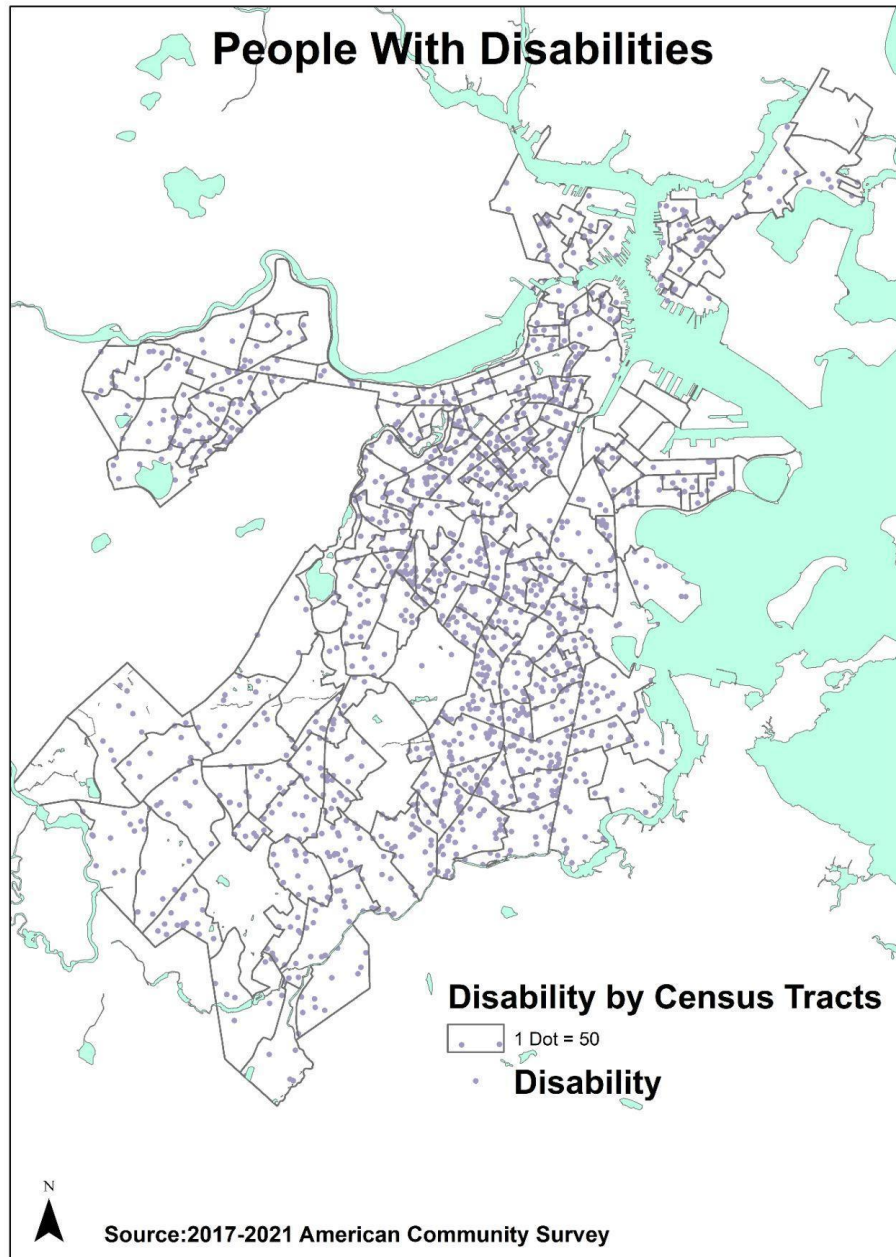 People With Disabilities
Disability by Census Tracts
1 Dot = 50
Disability
N
Source:2017-2021 American Community Survey